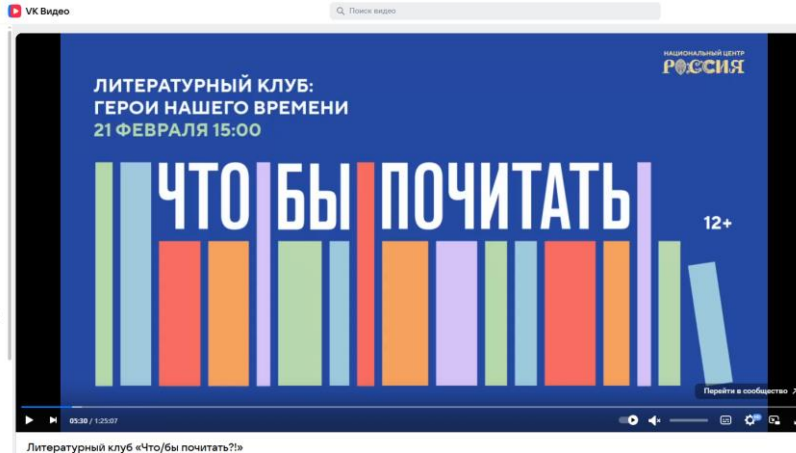 VK Видео
Поиск видео
НАЦИОНАЛЬНЫЙ ЦЕНТР
РОССИЯ
ЛИТЕРАТУРНЫЙ КЛУБ:
ГЕРОИ НАШЕГО ВРЕМЕНИ
21 ФЕВРАЛЯ 15:00
ЧТО БЫ ПОЧИТАТЬ
12+
Перейти в сообщество
05:30 / 1:25:07
Литературный клуб «Что/бы почитать?!»